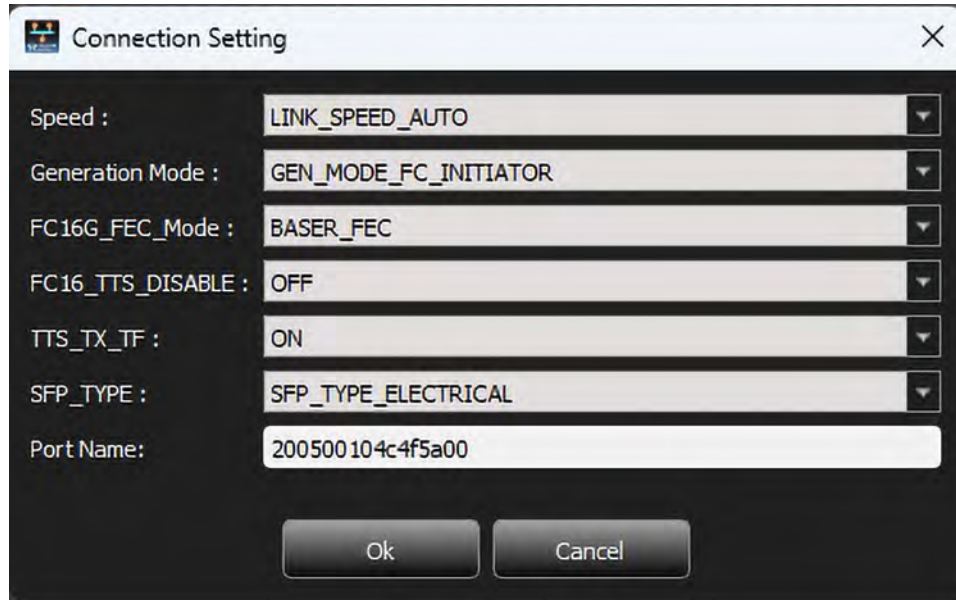 Connection Setting
Speed : LINK_SPEED_AUTO
Generation Mode : GEN_MODE_FC_INITIATOR
FC16G_FEC_Mode : BASER_FEC
FC16_TTS_DISABLE : OFF
TTS_TX_TF : ON
SFP_TYPE : SFP_TYPE_ELECTRICAL
Port Name: 200500104c4f5a00
Ok Cancel